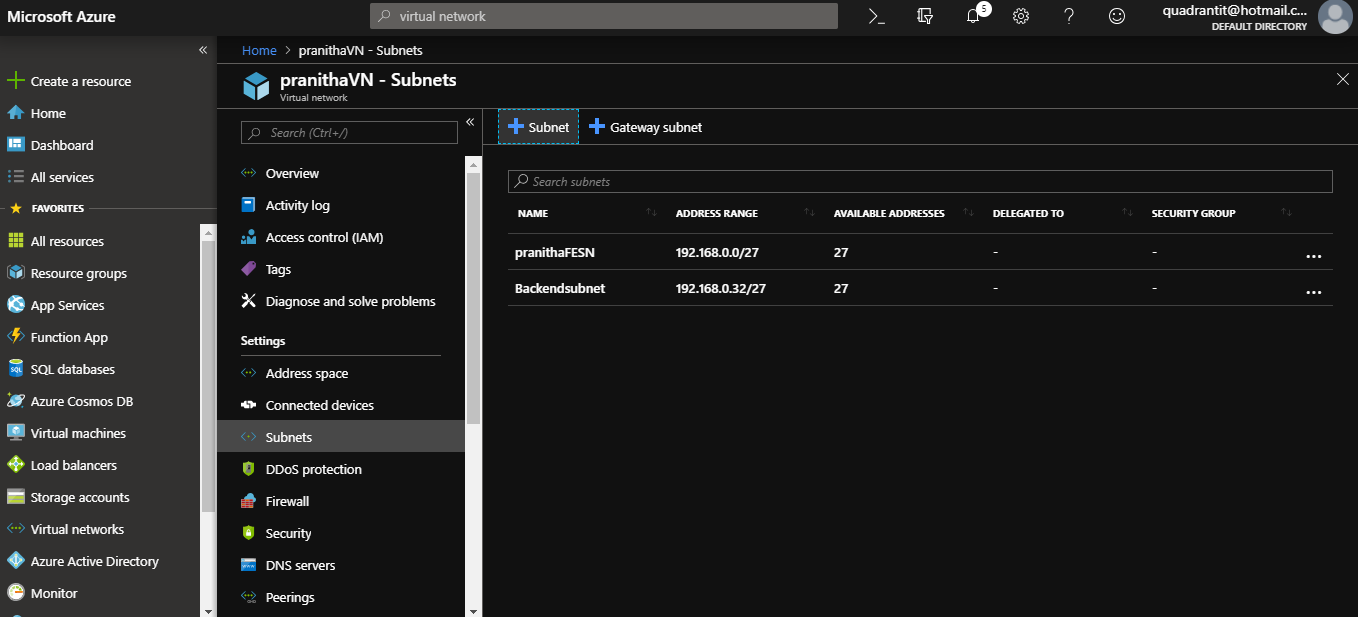 Microsoft Azure
virtual network
5
quadrantit@hotmail.c...
DEFAULT DIRECTORY
«
Create a resource
Home
Dashboard
All services
FAVORITES
All resources
Resource groups
App Services
Function App
SQL databases
Azure Cosmos DB
Virtual machines
Load balancers
Storage accounts
Virtual networks
Azure Active Directory
Monitor
Home > pranithaVN - Subnets
pranithaVN - Subnets
Virtual network
Search (Ctrl+/)
«
Overview
Activity log
Access control (IAM)
Tags
Diagnose and solve problems
Settings
Address space
Connected devices
Subnets
DDoS protection
Firewall
Security
DNS servers
Peerings
+ Subnet + Gateway subnet
Search subnets
NAME ADDRESS RANGE AVAILABLE ADDRESSES DELEGATED TO SECURITY GROUP
pranithaFESN 192.168.0.0/27 27 - - ...
Backendsubnet 192.168.0.32/27 27 - - ...